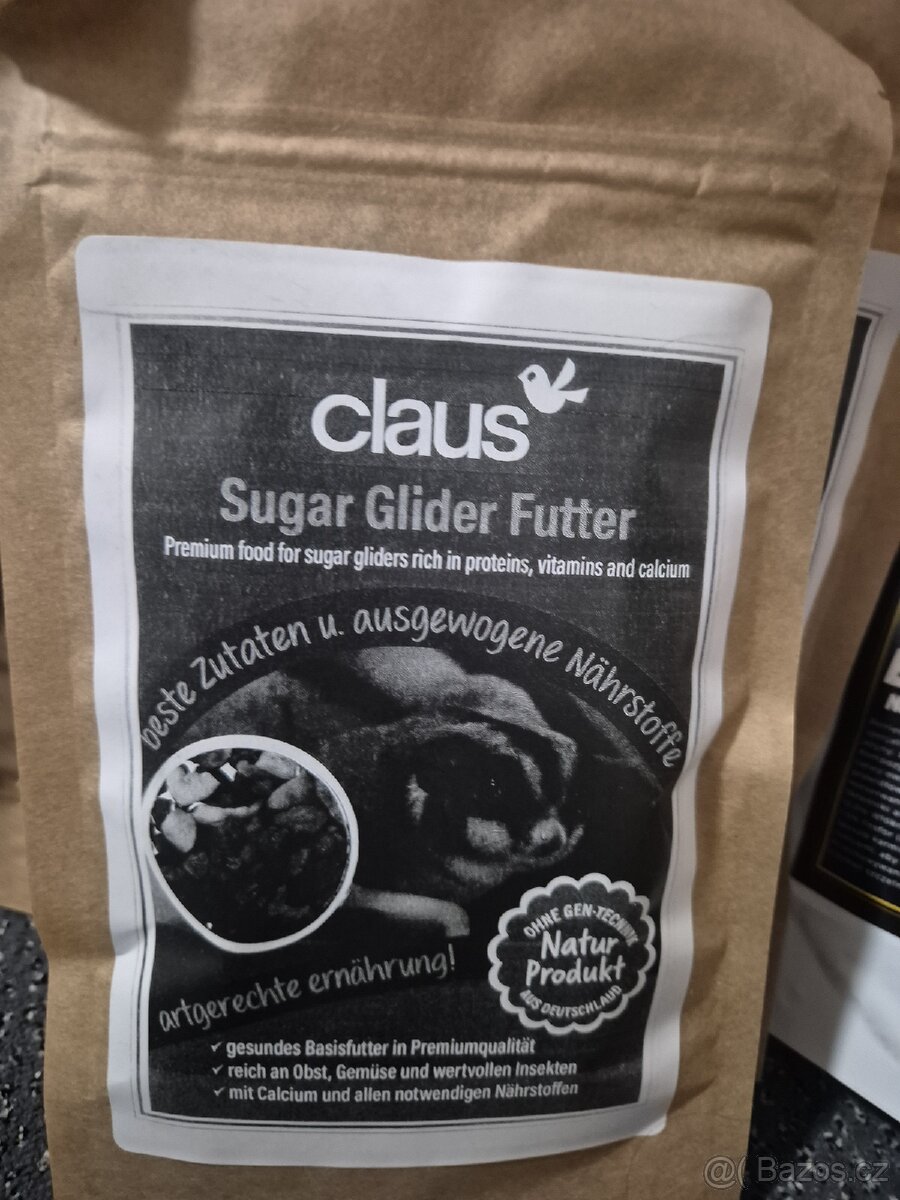 claus
Sugar Glider Futter
Premium food for sugar gliders rich in proteins, vitamins and calcium
beste Zutaten u. ausgewogene Nährstoffe
OHNE GEN-TECHNIK
Natur
Produkt
AUS DEUTSCHLAND
artgerechte ernährung!
✓ gesundes Basisfutter in Premiumqualität
✓ reich an Obst, Gemüse und wertvollen Insekten
✓ mit Calcium und allen notwendigen Nährstoffen
@( Bazos.cz